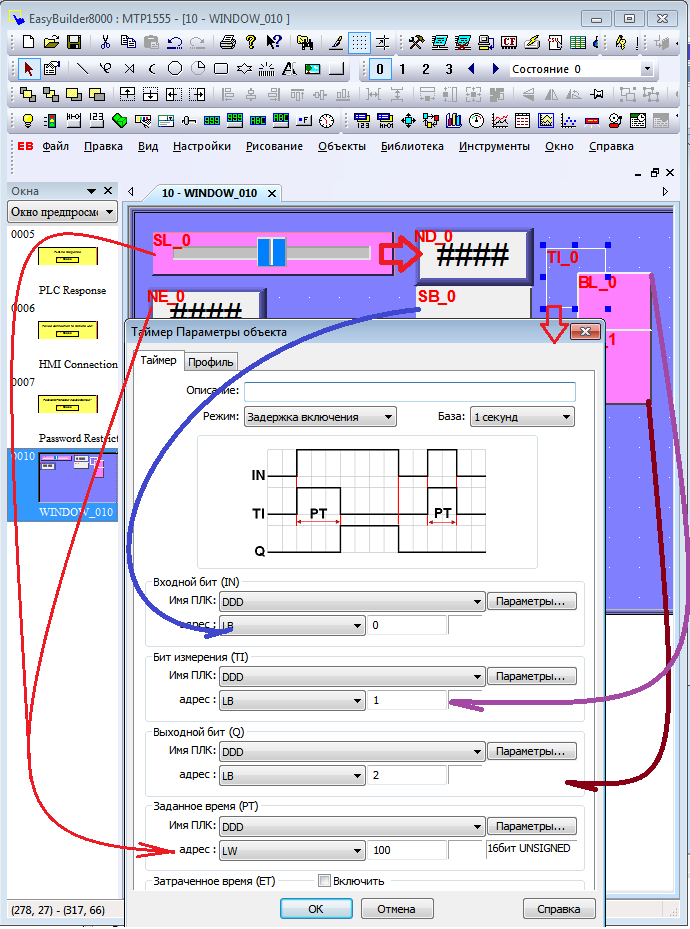 EasyBuilder8000 : MTP1555 - [10 - WINDOW_010 ]
0 1 2 3 Состояние 0
EB Файл Правка Вид Настройки Рисование Объекты Библиотека Инструменты Окно Справка
Окна
10 - WINDOW_010
Окно предпросм
0005
PLC Response
0006
HMI Connection
0007
Password Restrict
0010
WINDOW_010
SL_0
ND_0
####
TI_0
BL_0
NE_0
####
SB_0
_1
Таймер Параметры объекта
Таймер Профиль
Описание:
Режим: Задержка включения База: 1 секунд
IN
TI PT PT
Q
Входной бит (IN)
Имя ПЛК: DDD Параметры...
адрес : LB 0
Бит измерения (TI)
Имя ПЛК: DDD Параметры...
адрес : LB 1
Выходной бит (Q)
Имя ПЛК: DDD Параметры...
адрес : LB 2
Заданное время (PT)
Имя ПЛК: DDD Параметры...
адрес : LW 100 16бит UNSIGNED
Затраченное время (ET) Включить
OK Отмена Справка
(278, 27) - (317, 66)